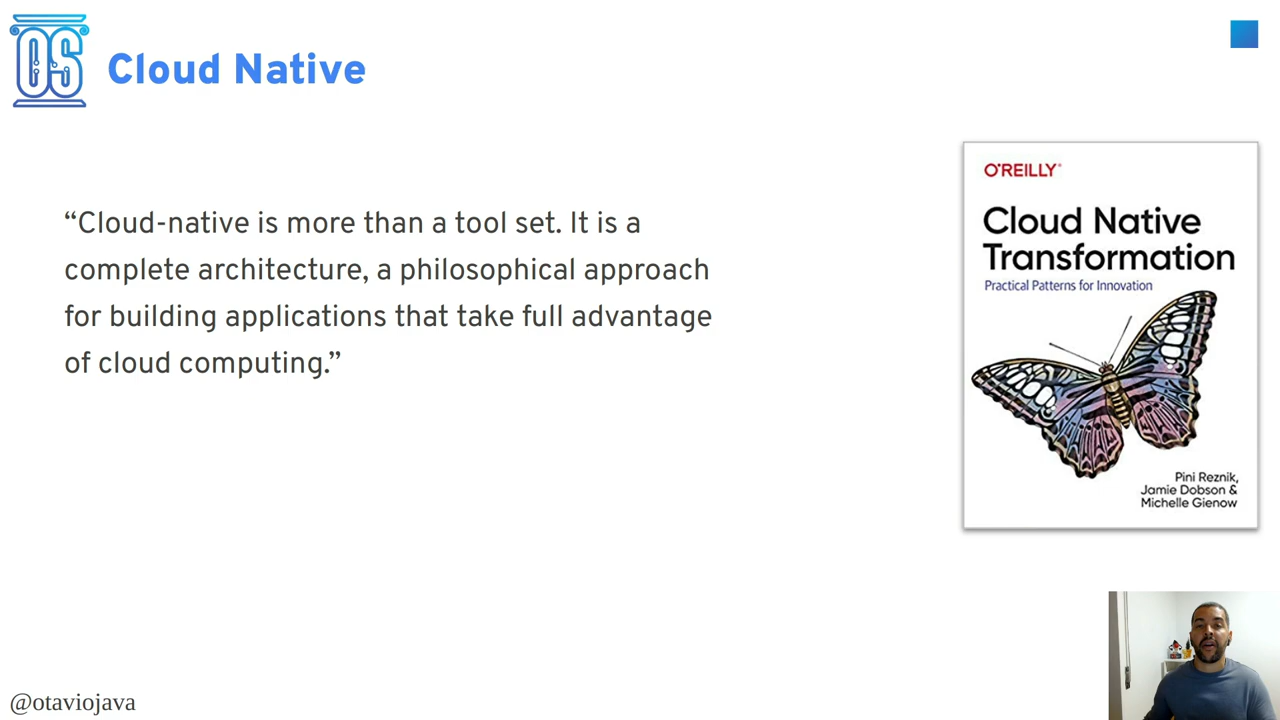 OS
Cloud Native
“Cloud-native is more than a tool set. It is a
complete architecture, a philosophical approach
for building applications that take full advantage
of cloud computing.”
O'REILLY®
Cloud Native
Transformation
Practical Patterns for Innovation
Pini Reznik,
Jamie Dobson &
Michelle Gienow
@otaviojava